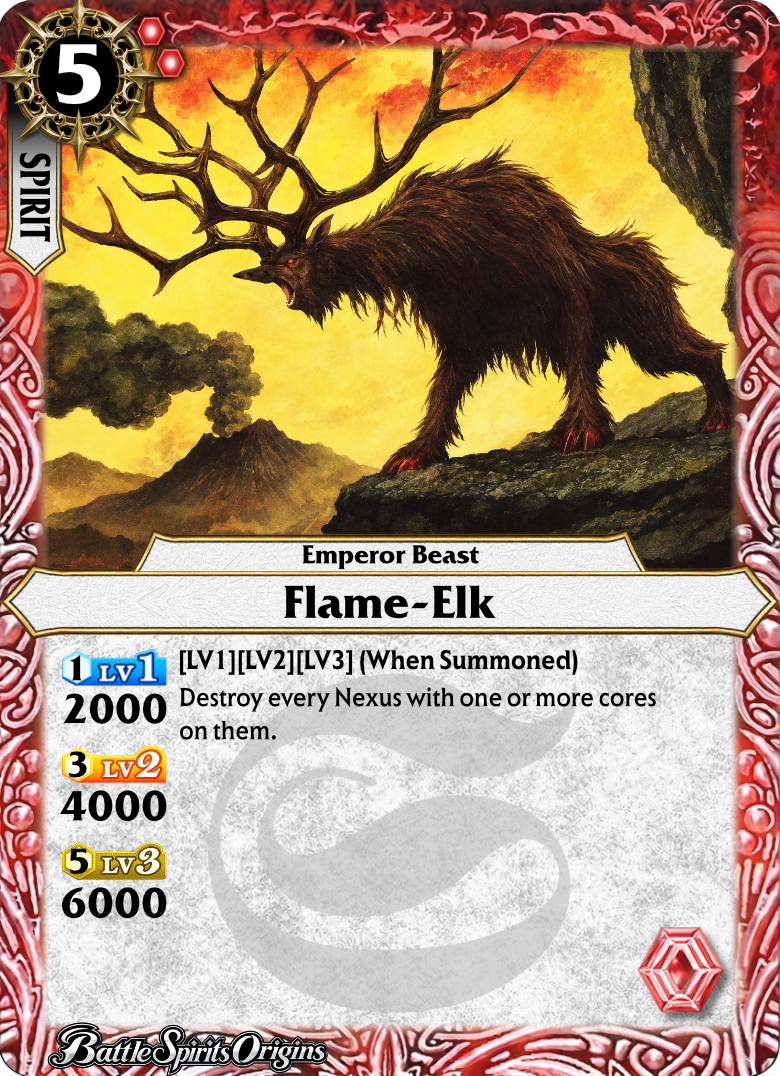 5
SPIRIT
Emperor Beast
Flame-Elk
1 LV1
2000
[LV1][LV2][LV3] (When Summoned)
Destroy every Nexus with one or more cores
on them.
3 LV2
4000
5 LV3
6000
Battle Spirits Origins